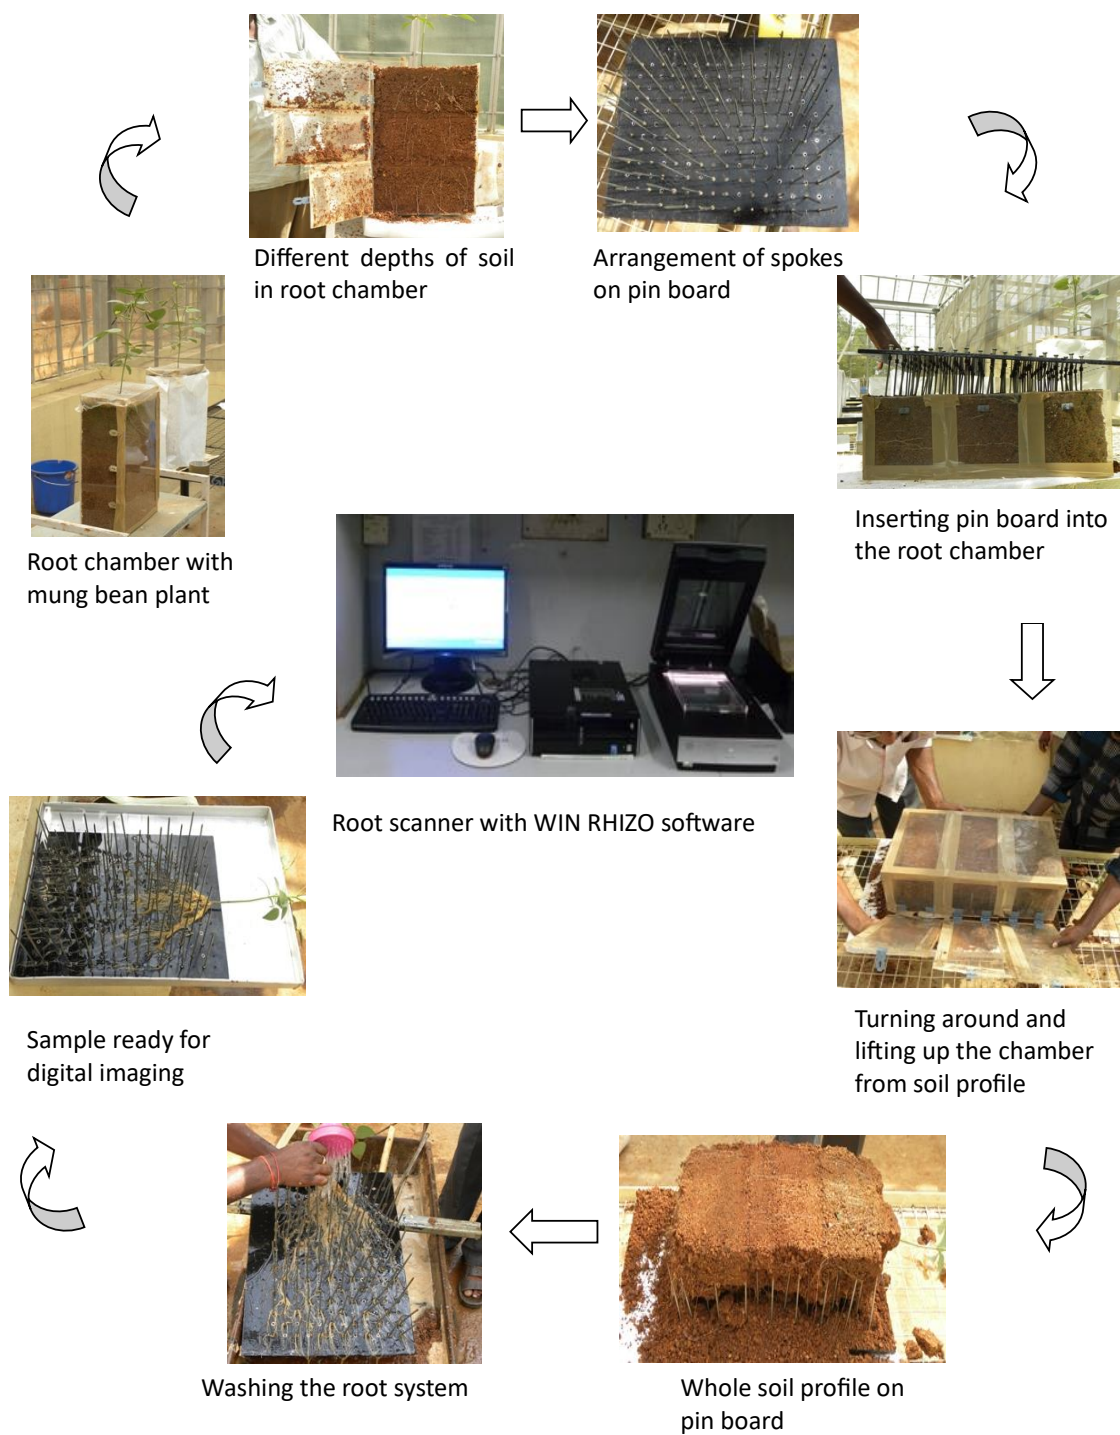 Different depths of soil
in root chamber
Arrangement of spokes
on pin board
Root chamber with
mung bean plant
Inserting pin board into
the root chamber
Root scanner with WIN RHIZO software
Sample ready for
digital imaging
Turning around and
lifting up the chamber
from soil profile
Washing the root system
Whole soil profile on
pin board